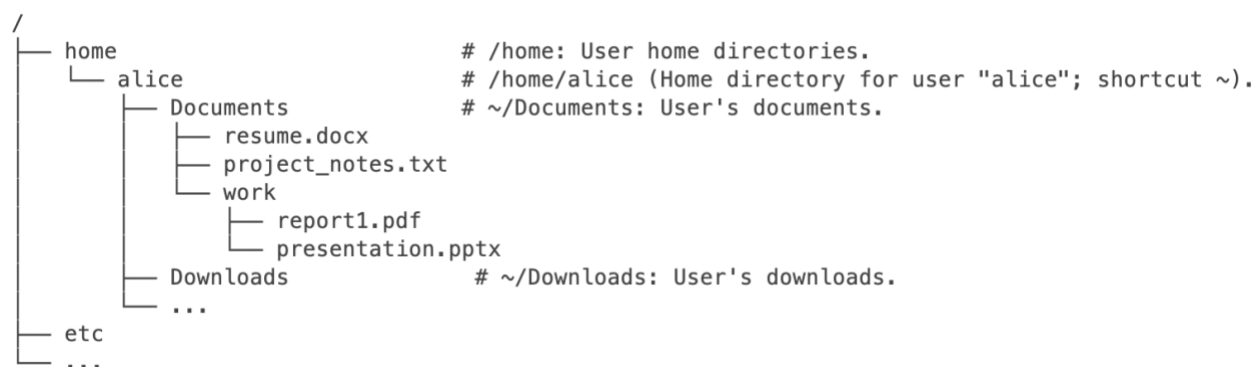 /
├── home                              # /home: User home directories.
│   └── alice                         # /home/alice (Home directory for user "alice"; shortcut ~).
│       ├── Documents                 # ~/Documents: User's documents.
│       │   ├── resume.docx
│       │   ├── project_notes.txt
│       │   └── work
│       │       ├── report1.pdf
│       │       └── presentation.pptx
│       ├── Downloads                  # ~/Downloads: User's downloads.
│       └── ...
├── etc
└── ...